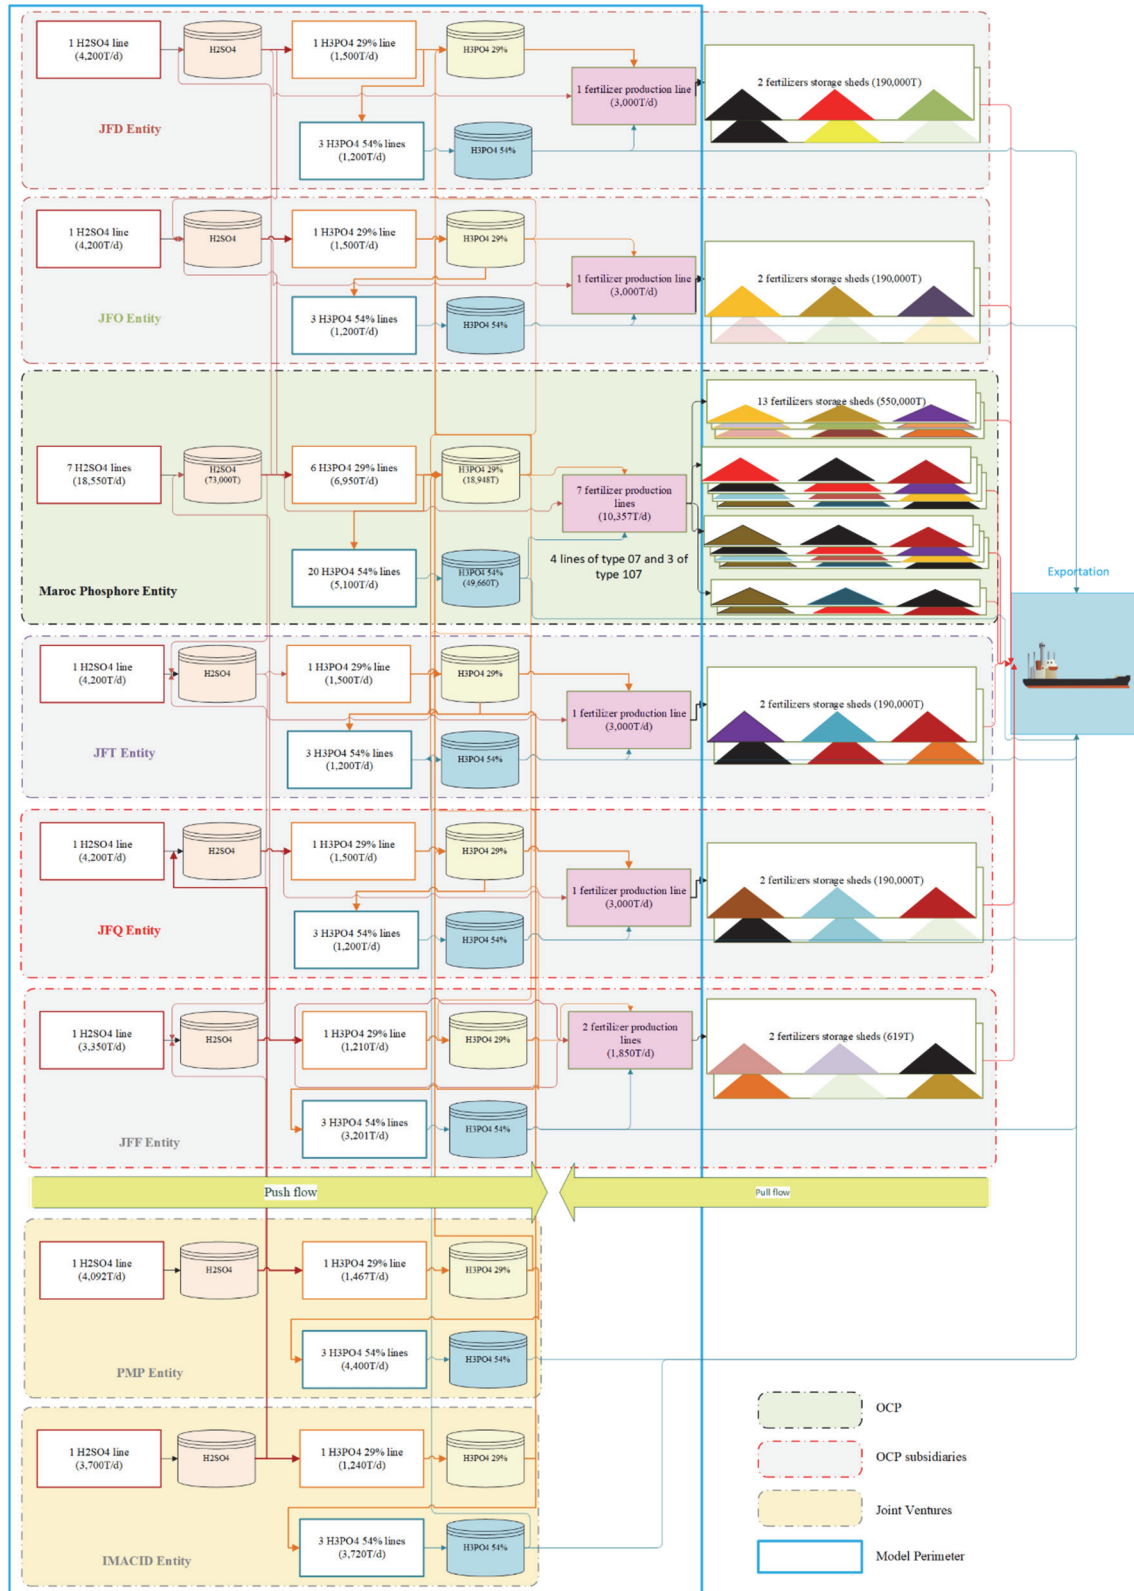 1 H2SO4 line
(4,200T/d)
H2SO4
1 H3PO4 29% line
(1,500T/d)
H3PO4 29%
1 fertilizer production line
(3,000T/d)
2 fertilizers storage sheds (190,000T)
JFD Entity
3 H3PO4 54% lines
(1,200T/d)
H3PO4 54%
1 H2SO4 line
(4,200T/d)
H2SO4
1 H3PO4 29% line
(1,500T/d)
H3PO4 29%
1 fertilizer production line
(3,000T/d)
2 fertilizers storage sheds (190,000T)
JFO Entity
3 H3PO4 54% lines
(1,200T/d)
H3PO4 54%
13 fertilizers storage sheds (550,000T)
7 H2SO4 lines
(18,550T/d)
H2SO4
(73,000T)
6 H3PO4 29% lines
(6,950T/d)
H3PO4 29%
(18,948T)
7 fertilizer production
lines
(10,357T/d)
4 lines of type 07 and 3 of
type 107
Maroc Phosphore Entity
20 H3PO4 54% lines
(5,100T/d)
H3PO4 54%
(49,660T)
Exportation
1 H2SO4 line
(4,200T/d)
H2SO4
1 H3PO4 29% line
(1,500T/d)
H3PO4 29%
1 fertilizer production line
(3,000T/d)
2 fertilizers storage sheds (190,000T)
JFT Entity
3 H3PO4 54% lines
(1,200T/d)
H3PO4 54%
1 H2SO4 line
(4,200T/d)
H2SO4
1 H3PO4 29% line
(1,500T/d)
H3PO4 29%
1 fertilizer production line
(3,000T/d)
2 fertilizers storage sheds (190,000T)
JFQ Entity
3 H3PO4 54% lines
(1,200T/d)
H3PO4 54%
1 H2SO4 line
(3,350T/d)
H2SO4
1 H3PO4 29% line
(1,210T/d)
H3PO4 29%
2 fertilizer production
lines
(1,850T/d)
2 fertilizers storage sheds (619T)
JFF Entity
3 H3PO4 54% lines
(3,201T/d)
H3PO4 54%
Push flow
Pull flow
1 H2SO4 line
(4,092T/d)
H2SO4
1 H3PO4 29% line
(1,467T/d)
H3PO4 29%
PMP Entity
3 H3PO4 54% lines
(4,400T/d)
H3PO4 54%
1 H2SO4 line
(3,700T/d)
H2SO4
1 H3PO4 29% line
(1,240T/d)
H3PO4 29%
IMACID Entity
3 H3PO4 54% lines
(3,720T/d)
H3PO4 54%
OCP
OCP subsidiaries
Joint Ventures
Model Perimeter